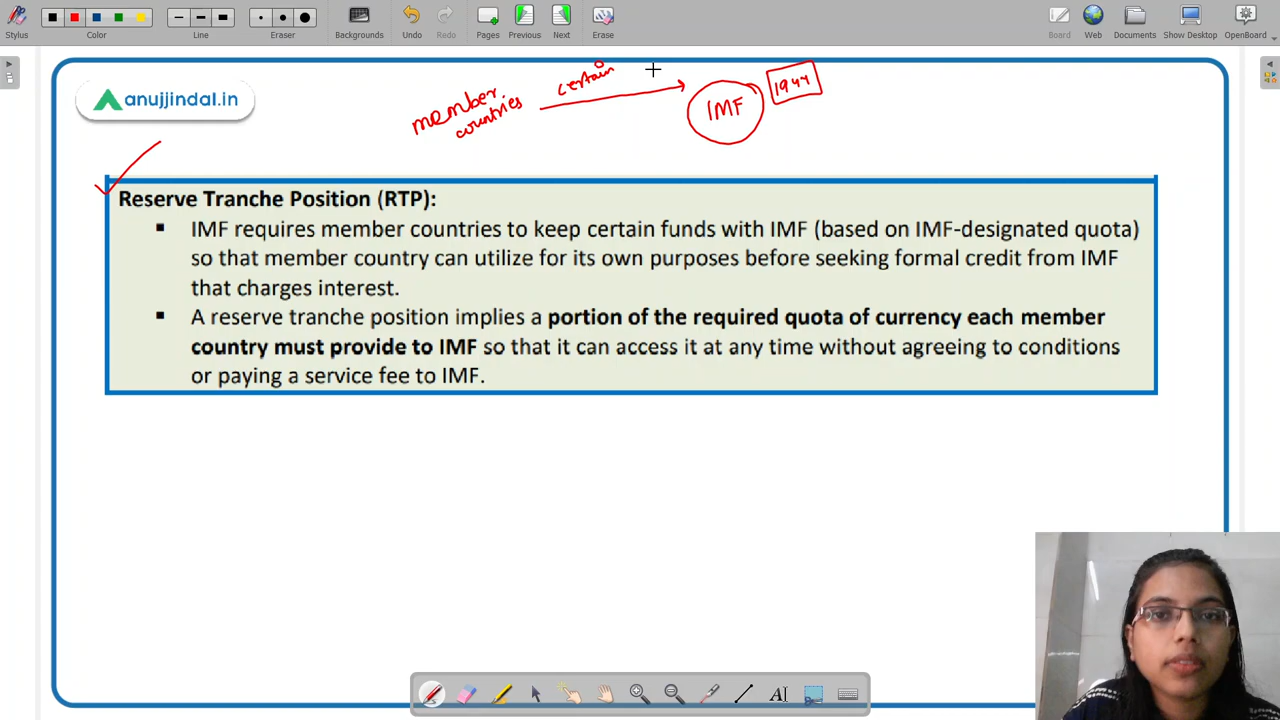 Stylus
Color
Line
Eraser
Backgrounds
Undo
Redo
Pages
Previous
Next
Erase
Board
Web
Documents
Show Desktop
OpenBoard
anujjindal.in
member
countries
certain
IMF
1944
Reserve Tranche Position (RTP):
▪ IMF requires member countries to keep certain funds with IMF (based on IMF-designated quota)
so that member country can utilize for its own purposes before seeking formal credit from IMF
that charges interest.
▪ A reserve tranche position implies a portion of the required quota of currency each member
country must provide to IMF so that it can access it at any time without agreeing to conditions
or paying a service fee to IMF.